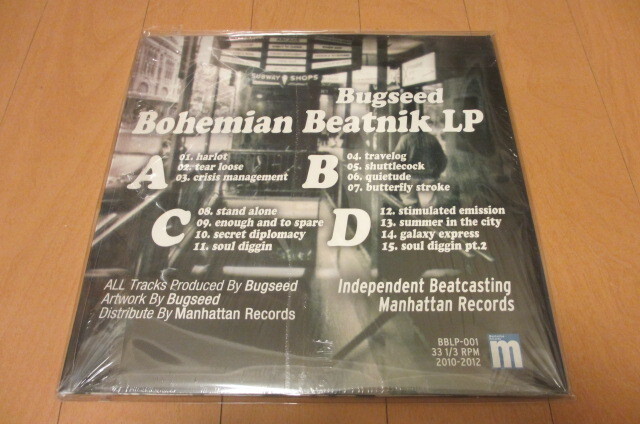 Subway SHOPS
Bugseed
Bohemian Beatnik LP
A
01. harlot
02. tear loose
03. crisis management
B
04. travelog
05. shuttlecock
06. quietude
07. butterfly stroke
C
08. stand alone
09. enough and to spare
10. secret diplomacy
11. soul diggin
D
12. stimulated emission
13. summer in the city
14. galaxy express
15. soul diggin pt.2
ALL Tracks Produced By Bugseed
Artwork By Bugseed
Distribute By Manhattan Records
Independent Beatcasting
Manhattan Records
BBLP-001
33 1/3 RPM
2010-2012
m